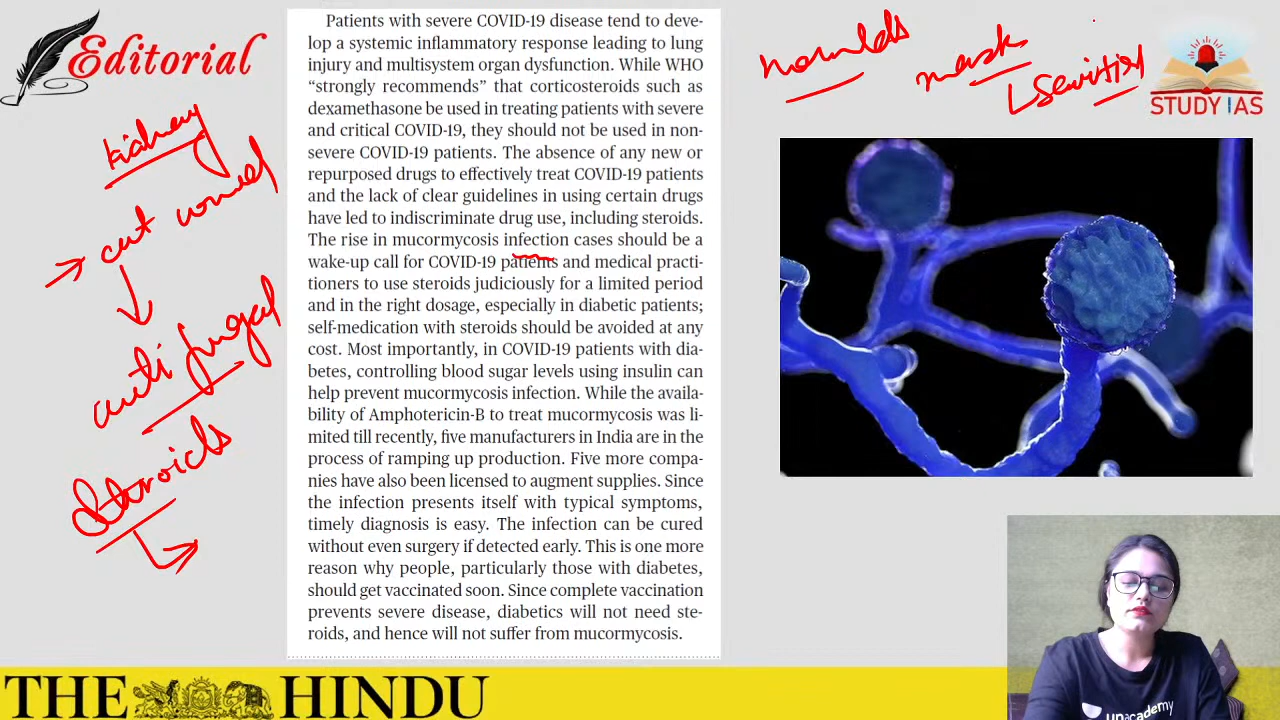 Editorial
Patients with severe COVID-19 disease tend to deve-
lop a systemic inflammatory response leading to lung
injury and multisystem organ dysfunction. While WHO
“strongly recommends” that corticosteroids such as
dexamethasone be used in treating patients with severe
and critical COVID-19, they should not be used in non-
severe COVID-19 patients. The absence of any new or
repurposed drugs to effectively treat COVID-19 patients
and the lack of clear guidelines in using certain drugs
have led to indiscriminate drug use, including steroids.
The rise in mucormycosis infection cases should be a
wake-up call for COVID-19 patients and medical practi-
tioners to use steroids judiciously for a limited period
and in the right dosage, especially in diabetic patients;
self-medication with steroids should be avoided at any
cost. Most importantly, in COVID-19 patients with dia-
betes, controlling blood sugar levels using insulin can
help prevent mucormycosis infection. While the availa-
bility of Amphotericin-B to treat mucormycosis was li-
mited till recently, five manufacturers in India are in the
process of ramping up production. Five more compa-
nies have also been licensed to augment supplies. Since
the infection presents itself with typical symptoms,
timely diagnosis is easy. The infection can be cured
without even surgery if detected early. This is one more
reason why people, particularly those with diabetes,
should get vaccinated soon. Since complete vaccination
prevents severe disease, diabetics will not need ste-
roids, and hence will not suffer from mucormycosis.
kidney
cut
anti fungal
Steroids
mask
STUDY IAS
unacademy
THE HINDU